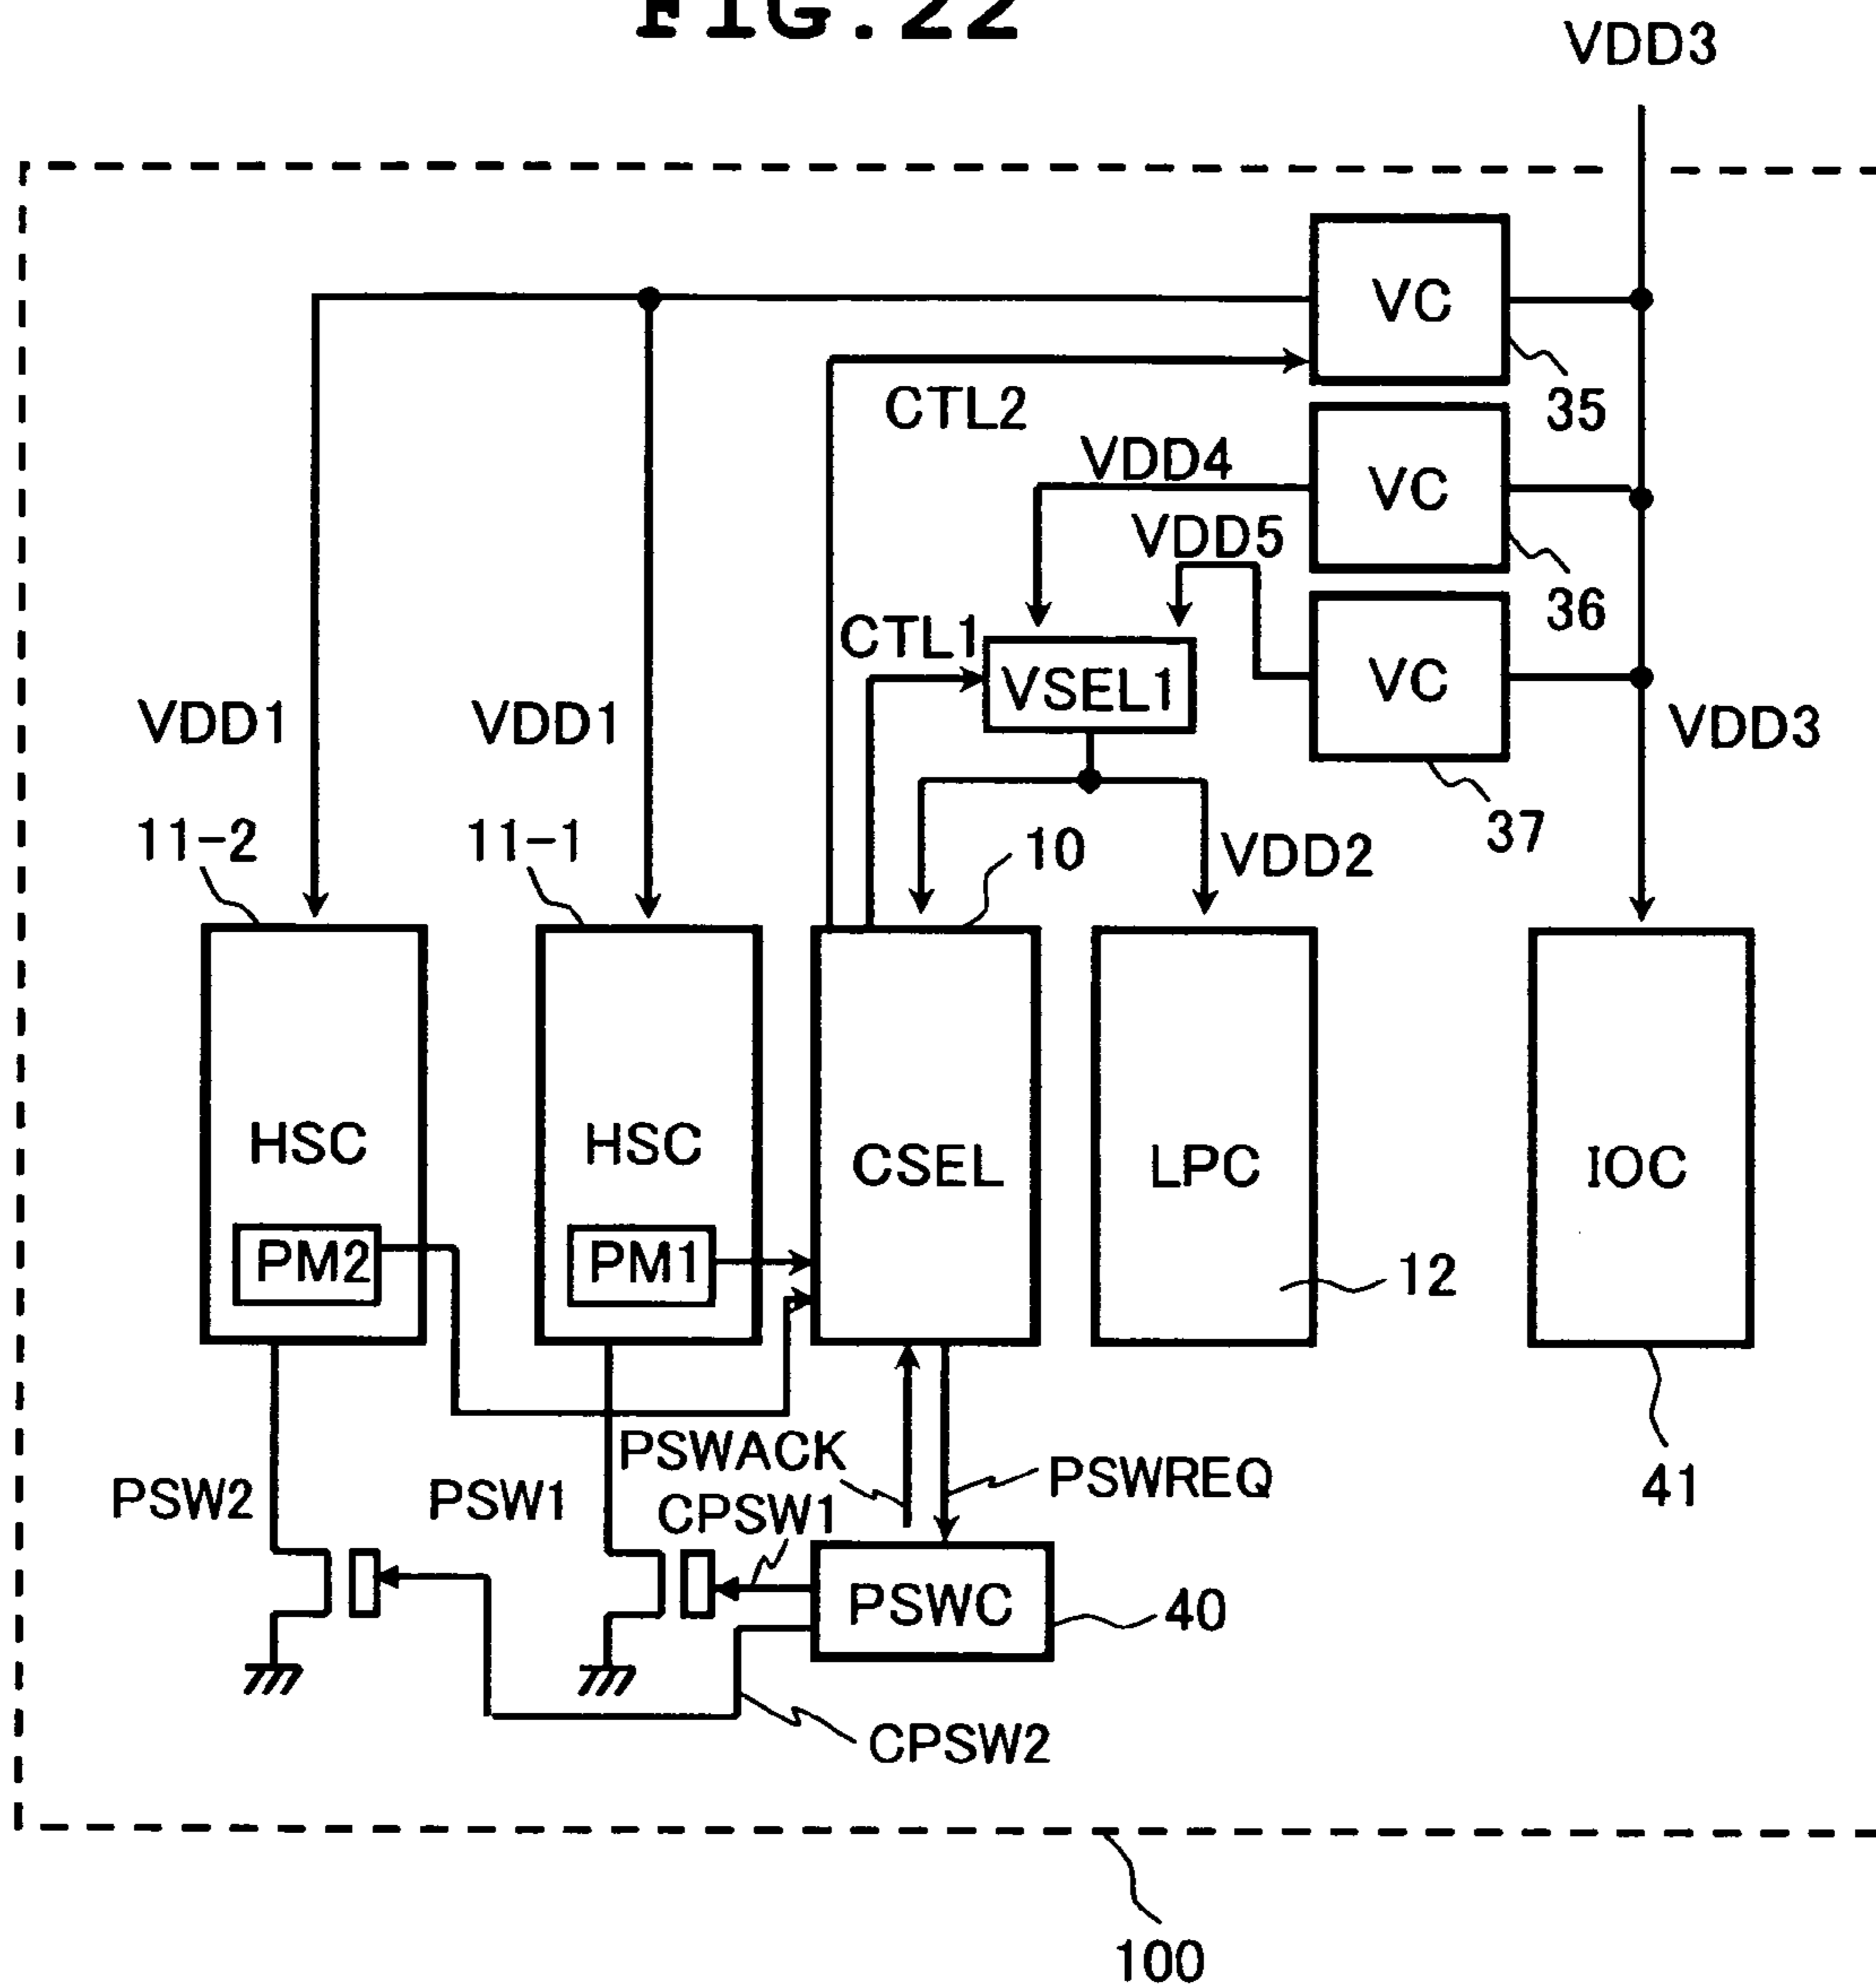 FIG.22
VDD3
VC
35
CTL2
VDD4
VC
36
VDD5
CTL1
VSEL1
VC
37
VDD1
VDD1
VDD3
11-2
11-1
10
VDD2
HSC
HSC
CSEL
LPC
IOC
PM2
PM1
12
PSWACK
PSWREQ
41
PSW2
PSW1
CPSW1
PSWC
40
CPSW2
100